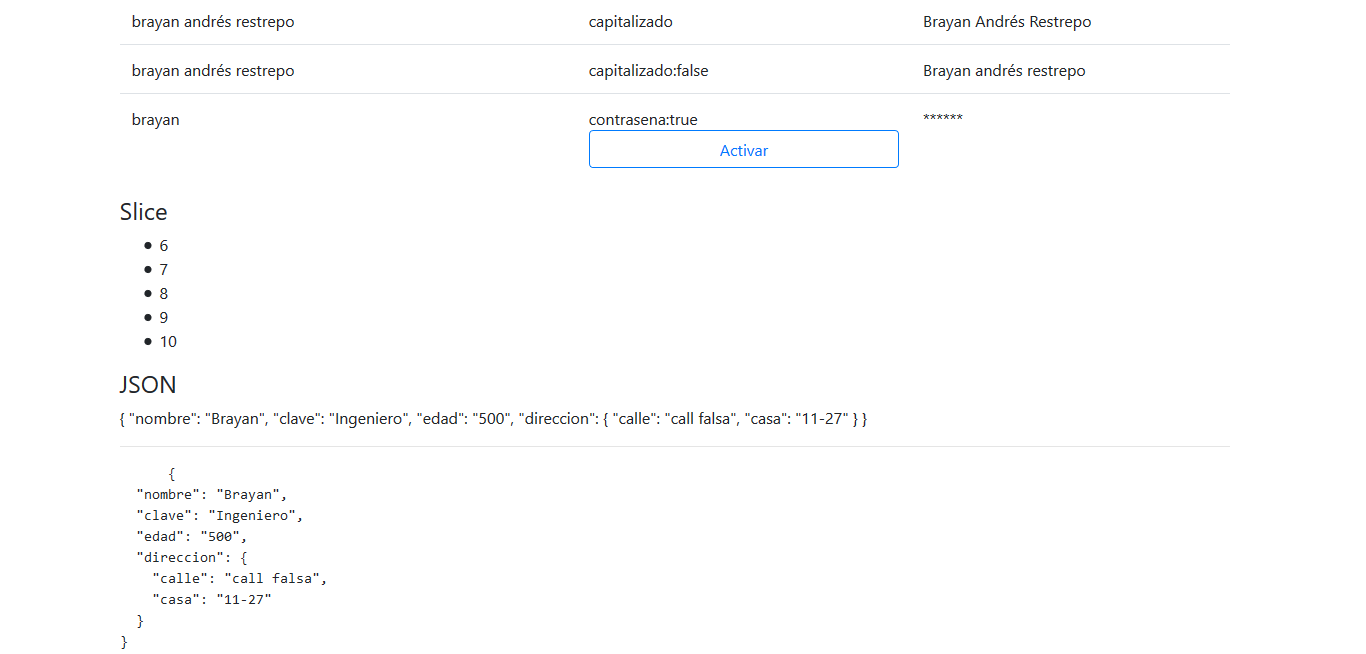 brayan andrés restrepo capitalizado Brayan Andrés Restrepo
brayan andrés restrepo capitalizado:false Brayan andrés restrepo
brayan contrasena:true ******
Activar
Slice
• 6
• 7
• 8
• 9
• 10
JSON
{ "nombre": "Brayan", "clave": "Ingeniero", "edad": "500", "direccion": { "calle": "call falsa", "casa": "11-27" } }
{
"nombre": "Brayan",
"clave": "Ingeniero",
"edad": "500",
"direccion": {
"calle": "call falsa",
"casa": "11-27"
}
}